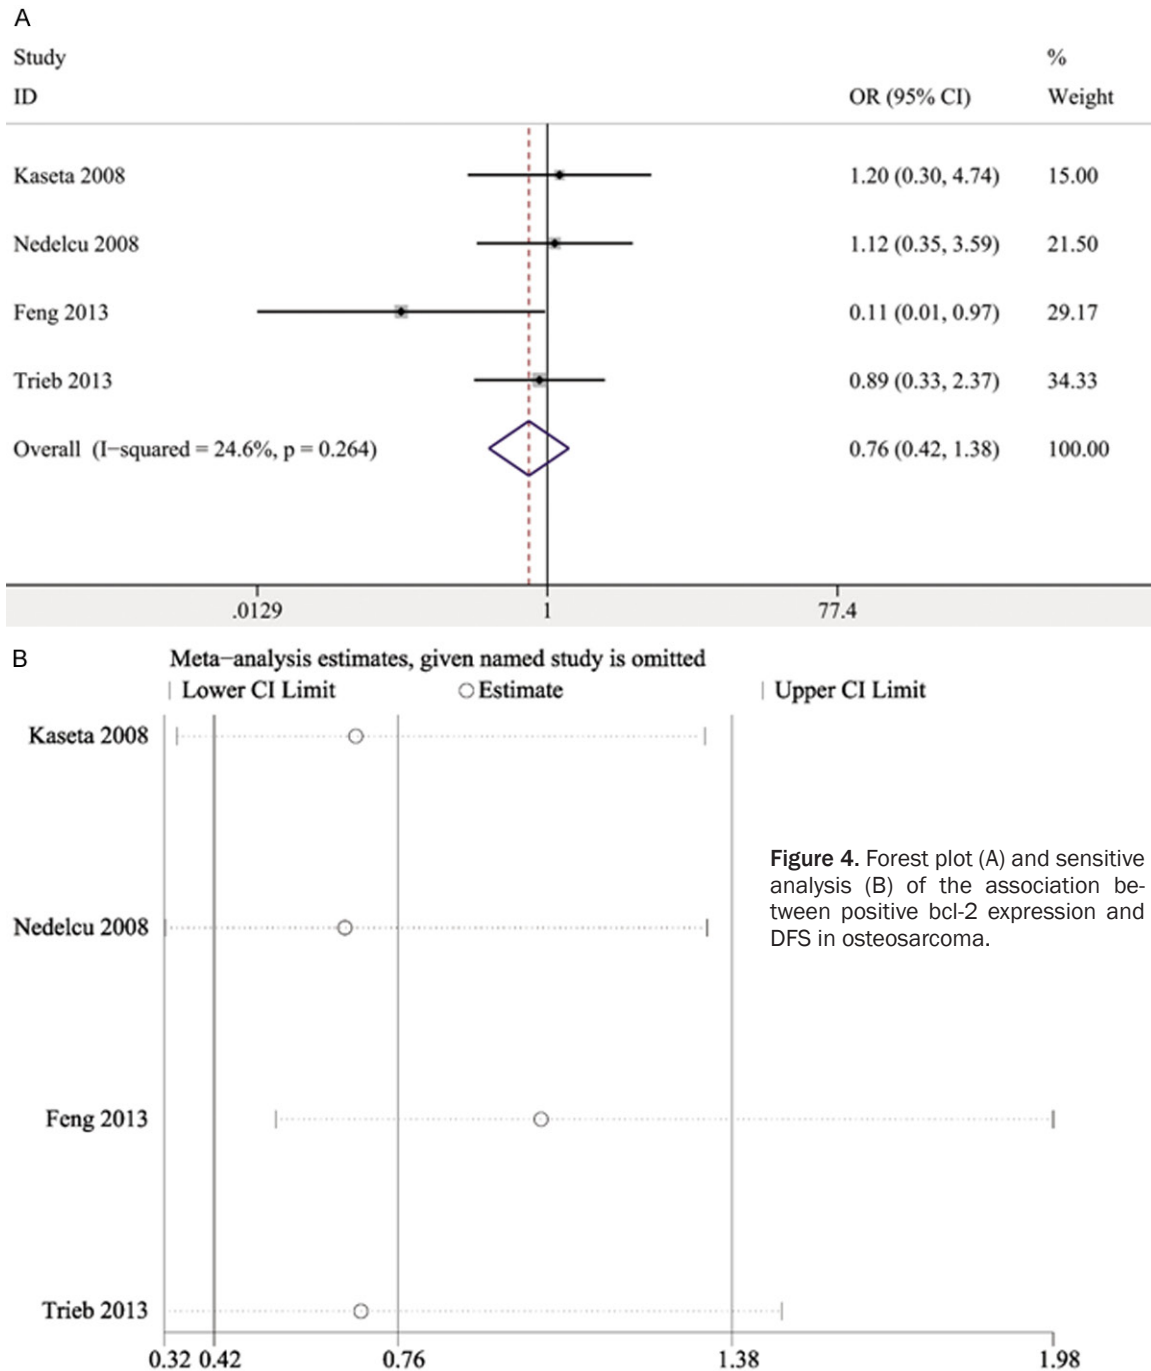 A
Study %
ID OR (95% CI) Weight
Kaseta 2008 1.20 (0.30, 4.74) 15.00
Nedelcu 2008 1.12 (0.35, 3.59) 21.50
Feng 2013 0.11 (0.01, 0.97) 29.17
Trieb 2013 0.89 (0.33, 2.37) 34.33
Overall (I−squared = 24.6%, p = 0.264) 0.76 (0.42, 1.38) 100.00
.0129 1 77.4
B
Meta−analysis estimates, given named study is omitted
| Lower CI Limit ○ Estimate | Upper CI Limit
Kaseta 2008
Nedelcu 2008
Feng 2013
Trieb 2013
0.32 0.42 0.76 1.38 1.98
Figure 4. Forest plot (A) and sensitive
analysis (B) of the association be-
tween positive bcl-2 expression and
DFS in osteosarcoma.